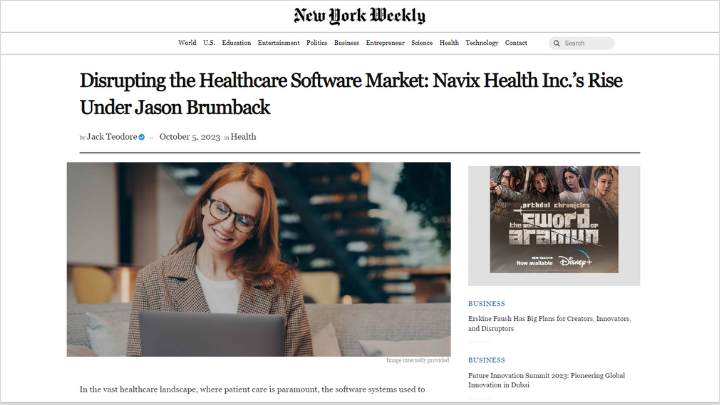 New York Weekly
World U.S. Education Entertainment Politics Business Entrepreneur Science Health Technology Contact Search
Disrupting the Healthcare Software Market: Navix Health Inc.'s Rise
Under Jason Brumback
by Jack Teodore – October 5, 2023 in Health
arthdal chronicles
the sword of
aramun
NEW SEASON
Now available Disney+
Image internally provided
BUSINESS
Erskine Faush Has Big Plans for Creators, Innovators,
and Disruptors
BUSINESS
Future Innovation Summit 2023: Pioneering Global
Innovation in Dubai
In the vast healthcare landscape, where patient care is paramount, the software systems used to